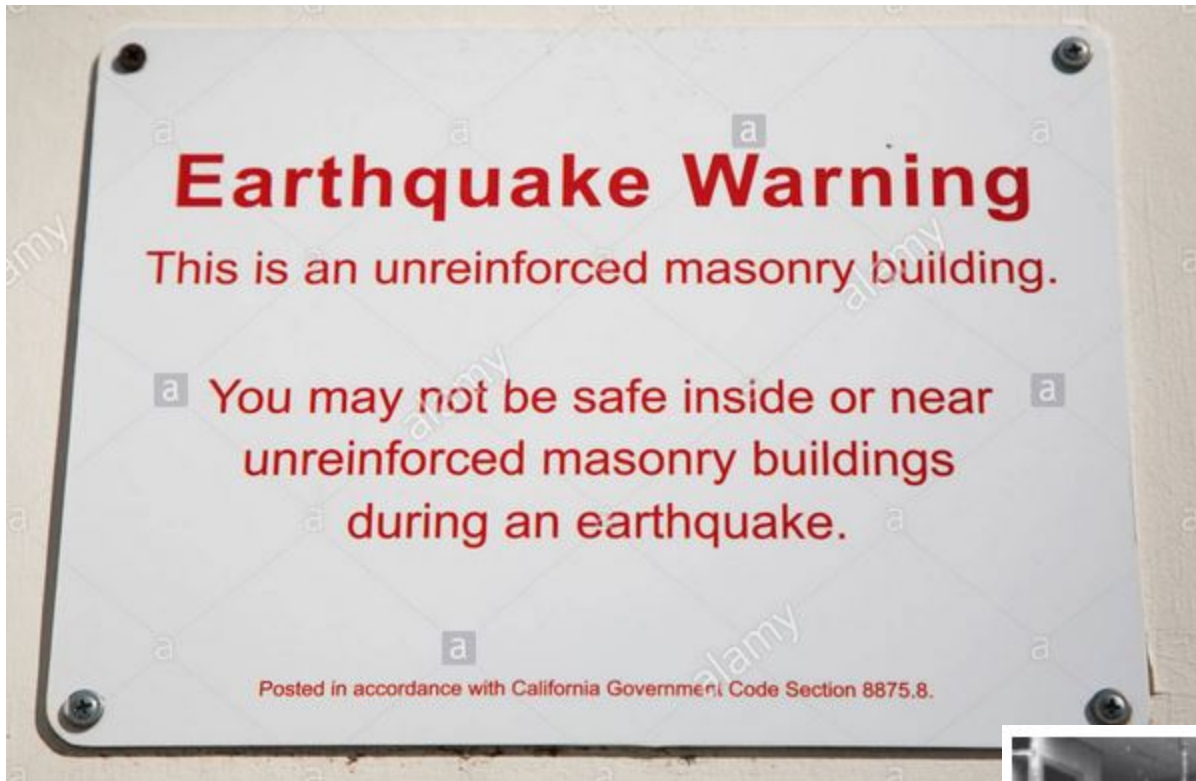 Earthquake Warning
This is an unreinforced masonry building.
You may not be safe inside or near
unreinforced masonry buildings
during an earthquake.
Posted in accordance with California Government Code Section 8875.8.
a
alamy